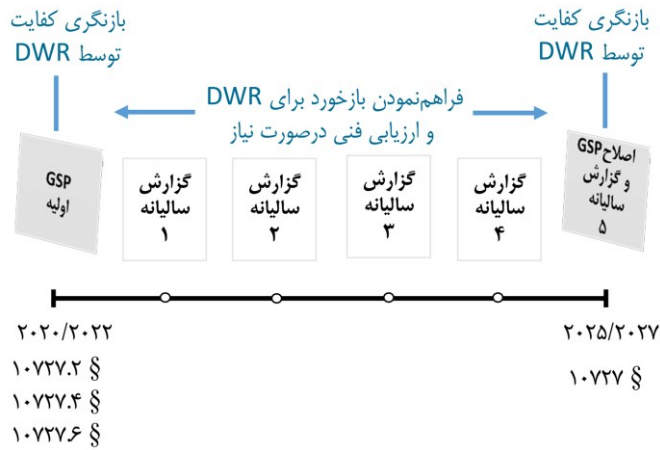 بازنگری کفایت
توسط DWR
بازنگری کفایت
توسط DWR
فراهم‌نمودن بازخورد برای DWR
و ارزیابی فنی درصورت نیاز
GSP
اولیه
گزارش
سالیانه
۱
گزارش
سالیانه
۲
گزارش
سالیانه
۳
گزارش
سالیانه
۴
اصلاح GSP
و گزارش
سالیانه
۵
۲۰۲۰/۲۰۲۲
۱۰۷۲۷.۲ §
۱۰۷۲۷.۴ §
۱۰۷۲۷.۶ §
۲۰۲۵/۲۰۲۷
۱۰۷۲۷ §